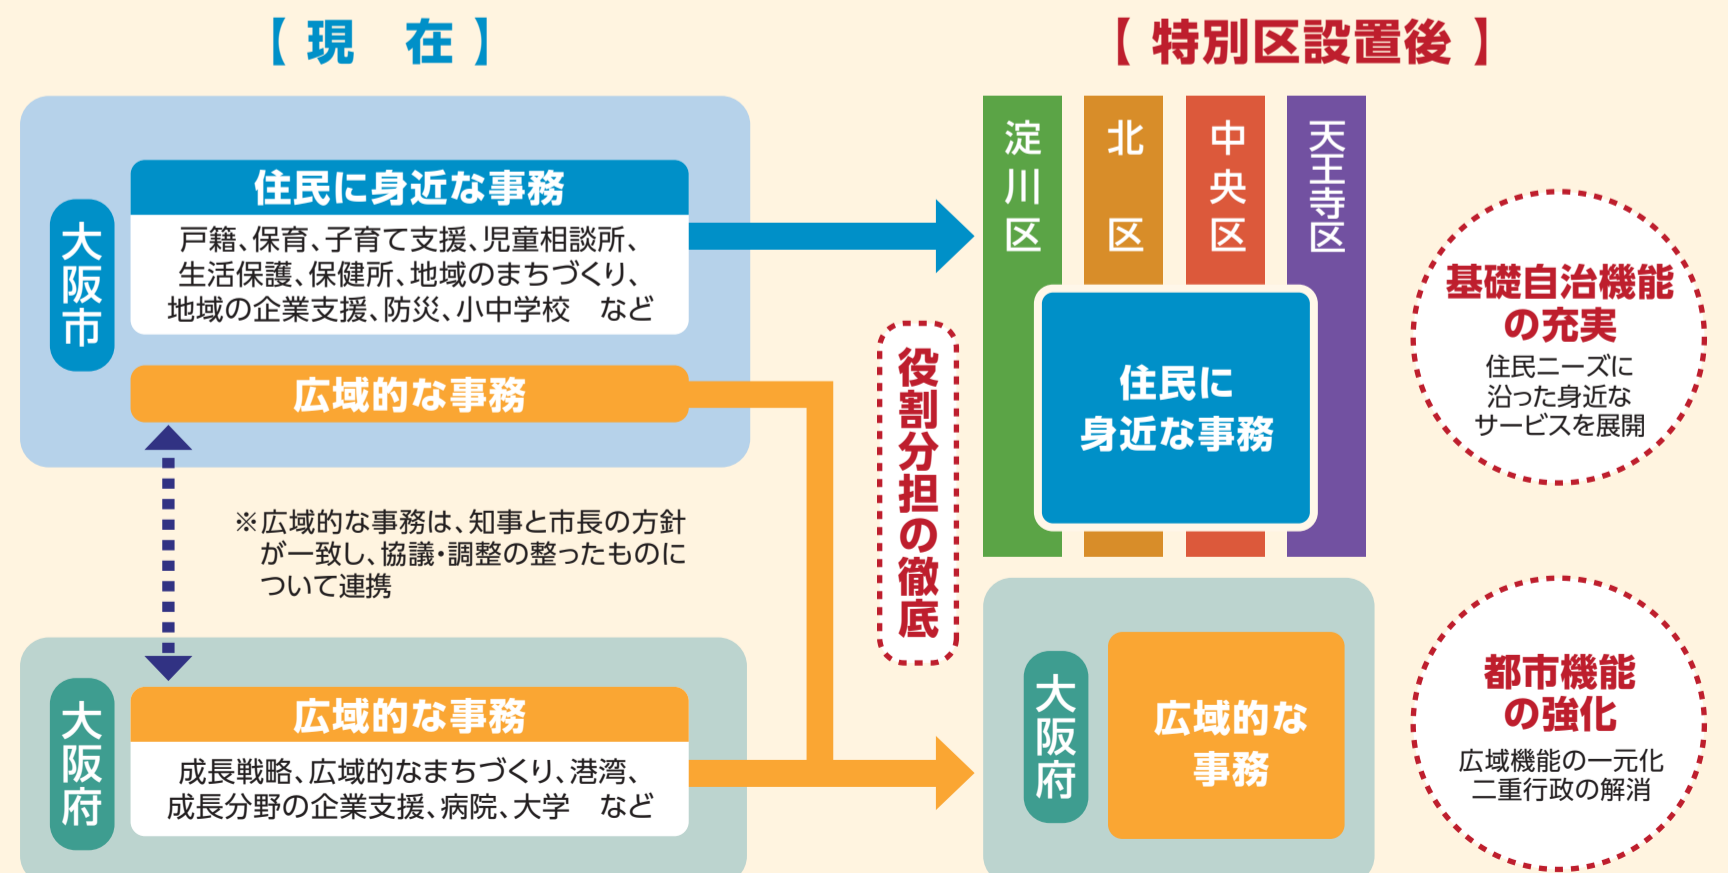 【 現　在 】
大阪市
住民に身近な事務
戸籍、保育、子育て支援、児童相談所、
生活保護、保健所、地域のまちづくり、
地域の企業支援、防災、小中学校　など
広域的な事務
※広域的な事務は、知事と市長の方針
が一致し、協議・調整の整ったものに
ついて連携
大阪府
広域的な事務
成長戦略、広域的なまちづくり、港湾、
成長分野の企業支援、病院、大学　など
役割分担の徹底
【 特別区設置後 】
淀川区
北　区
中央区
天王寺区
住民に
身近な事務
大阪府
広域的な
事務
基礎自治機能
の充実
住民ニーズに
沿った身近な
サービスを展開
都市機能
の強化
広域機能の一元化
二重行政の解消